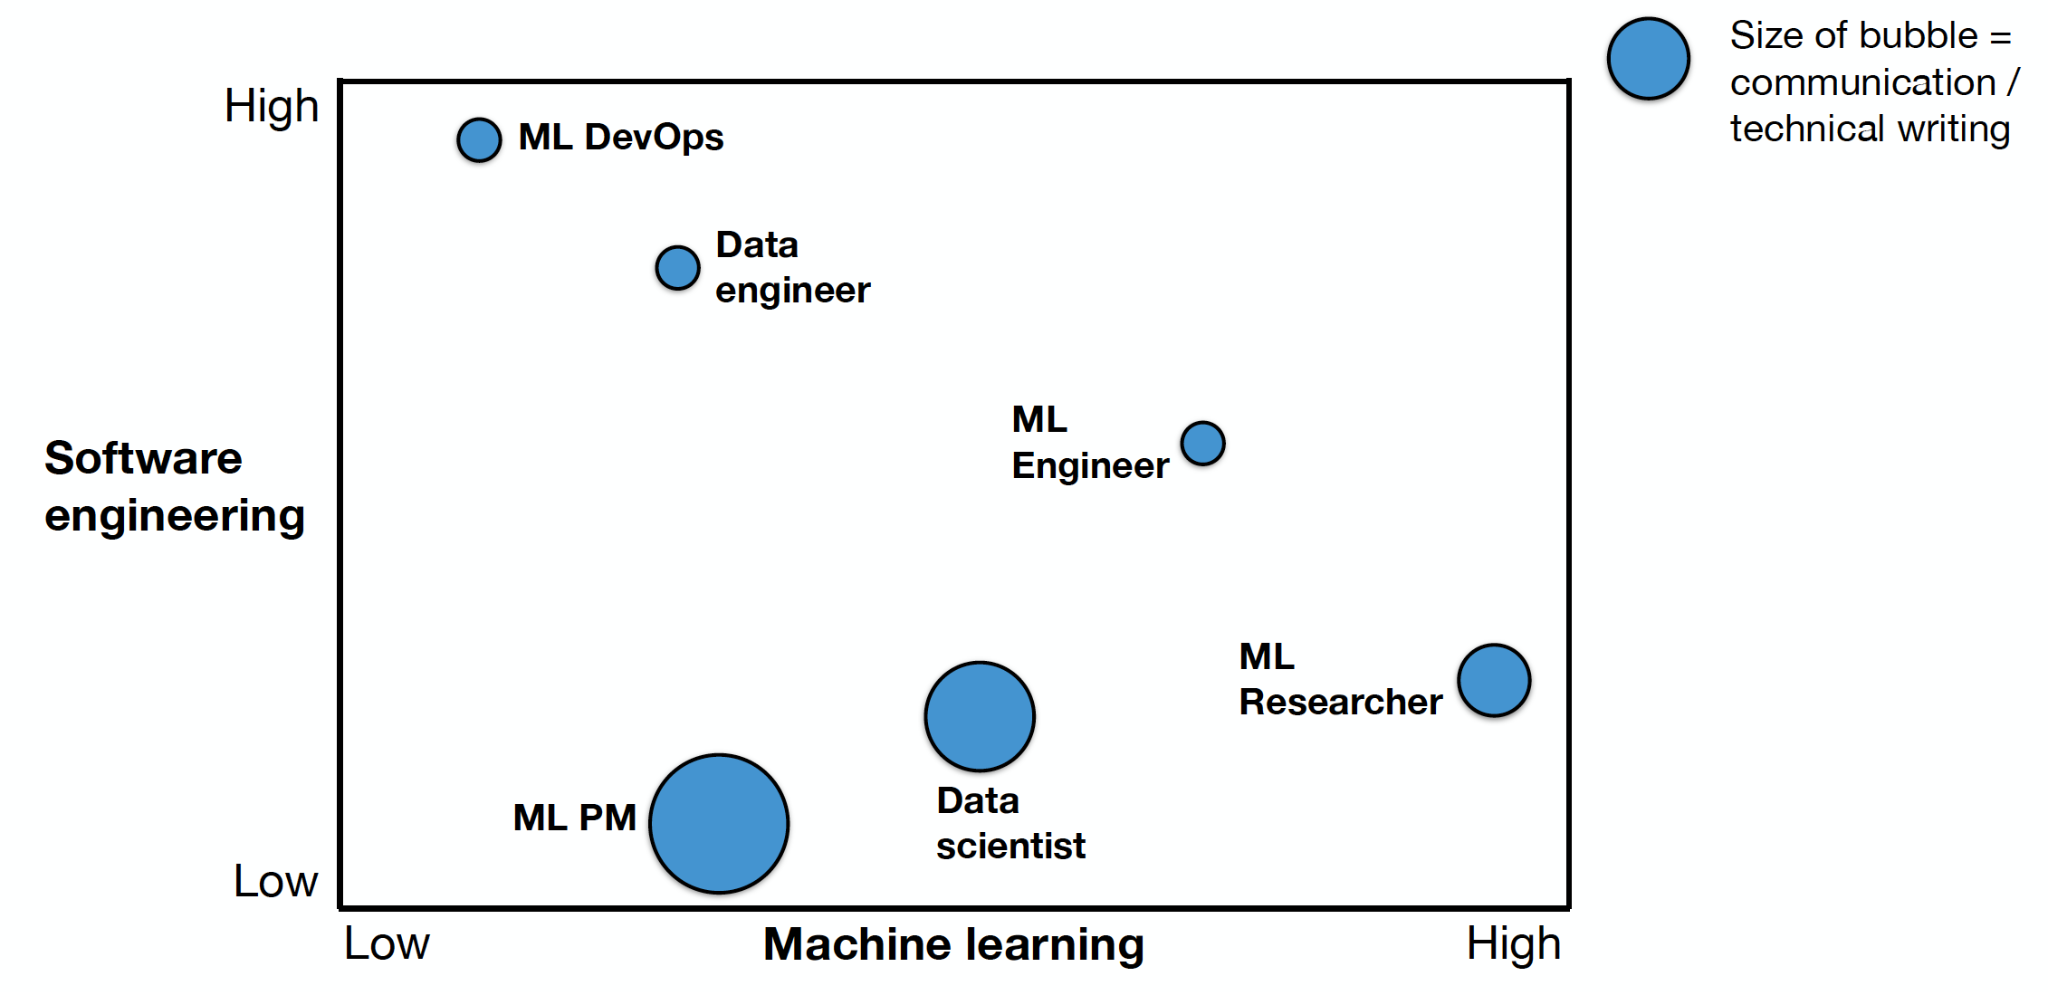 Size of bubble =
communication /
technical writing
High
ML DevOps
Data
engineer
ML
Engineer
Software
engineering
ML
Researcher
ML PM
Data
scientist
Low
Low
Machine learning
High